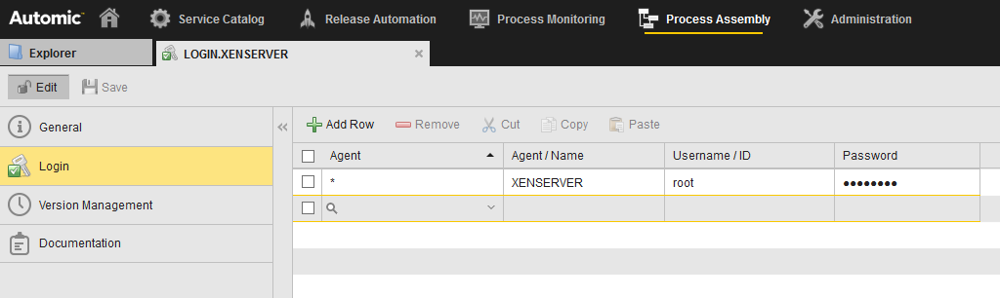 Automic Service Catalog Release Automation Process Monitoring Process Assembly Administration
Explorer LOGIN.XENSERVER
Edit Save
General
Login
Version Management
Documentation
Add Row Remove Cut Copy Paste
Agent Agent / Name Username / ID Password
* XENSERVER root ●●●●●●●●